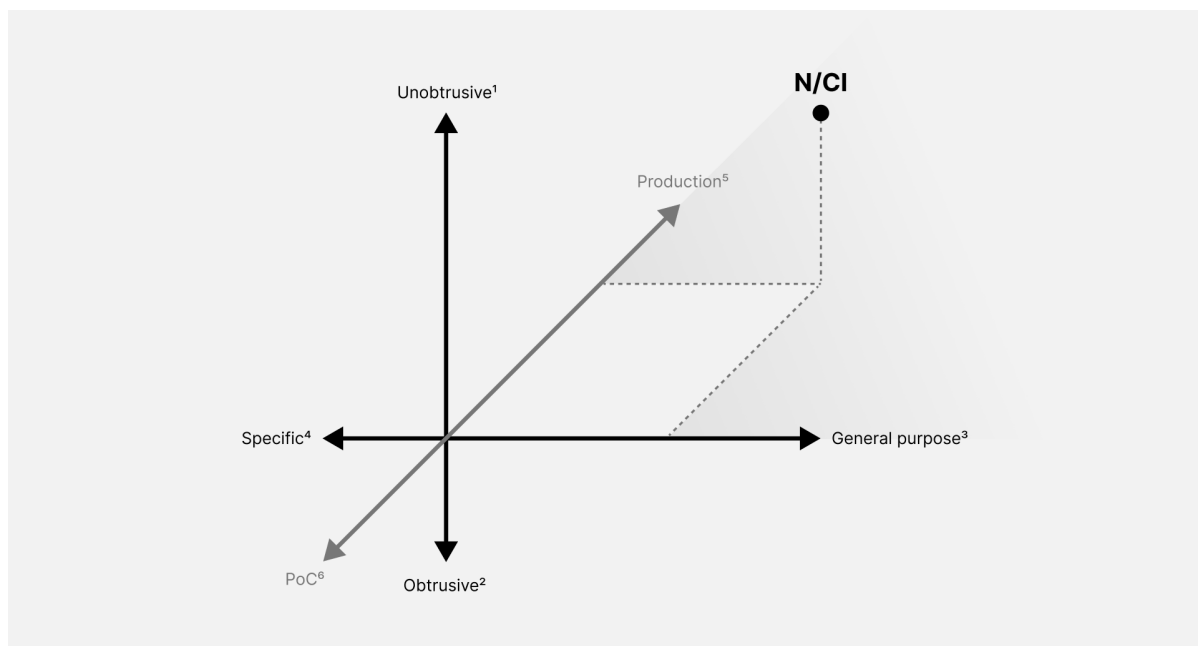 N/CI
Unobtrusive¹
Production⁵
Specific⁴
General purpose³
PoC⁶
Obtrusive²